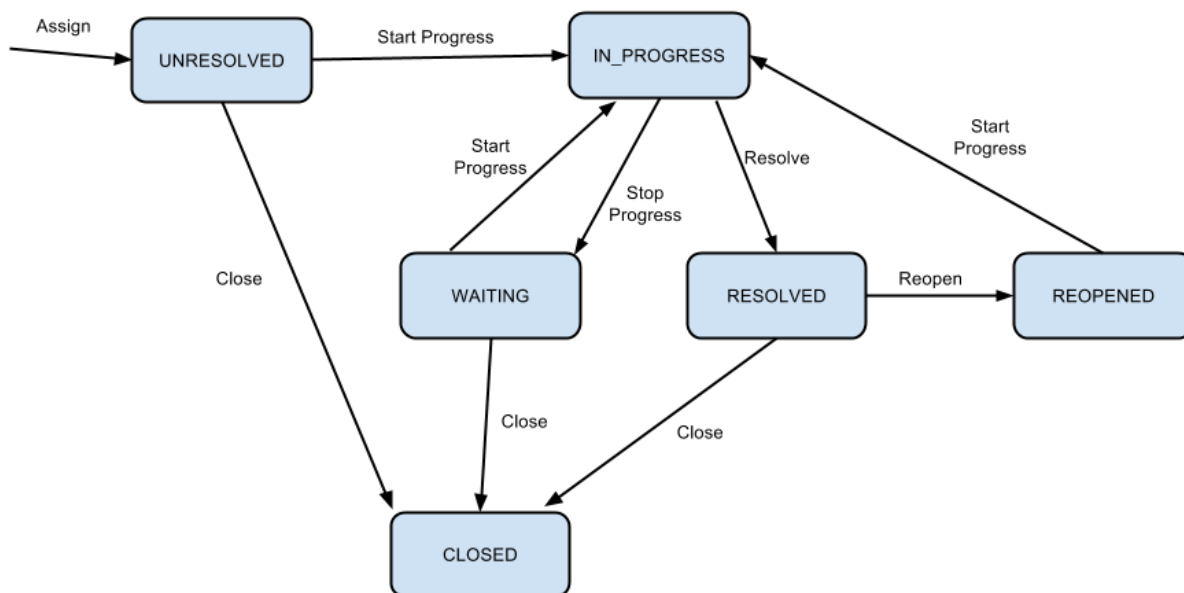 Assign
UNRESOLVED
Start Progress
IN_PROGRESS
Start
Progress
Stop
Progress
Resolve
Start
Progress
Close
WAITING
RESOLVED
Reopen
REOPENED
Close
Close
CLOSED